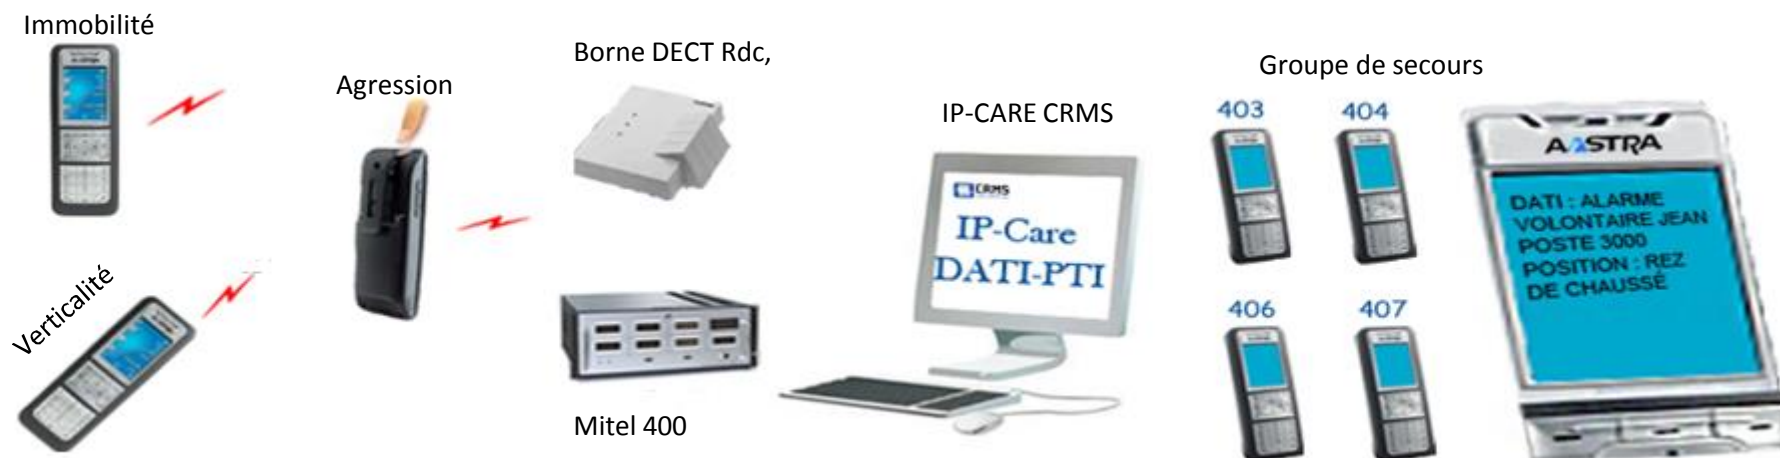 Immobilité
Verticalité
Agression
Borne DECT Rdc,
Mitel 400
IP-CARE CRMS
CRMS
IP-Care
DATI-PTI
Groupe de secours
403
404
406
407
AASTRA
DATI : ALARME
VOLONTAIRE JEAN
POSTE 3000
POSITION : REZ
DE CHAUSSÉ